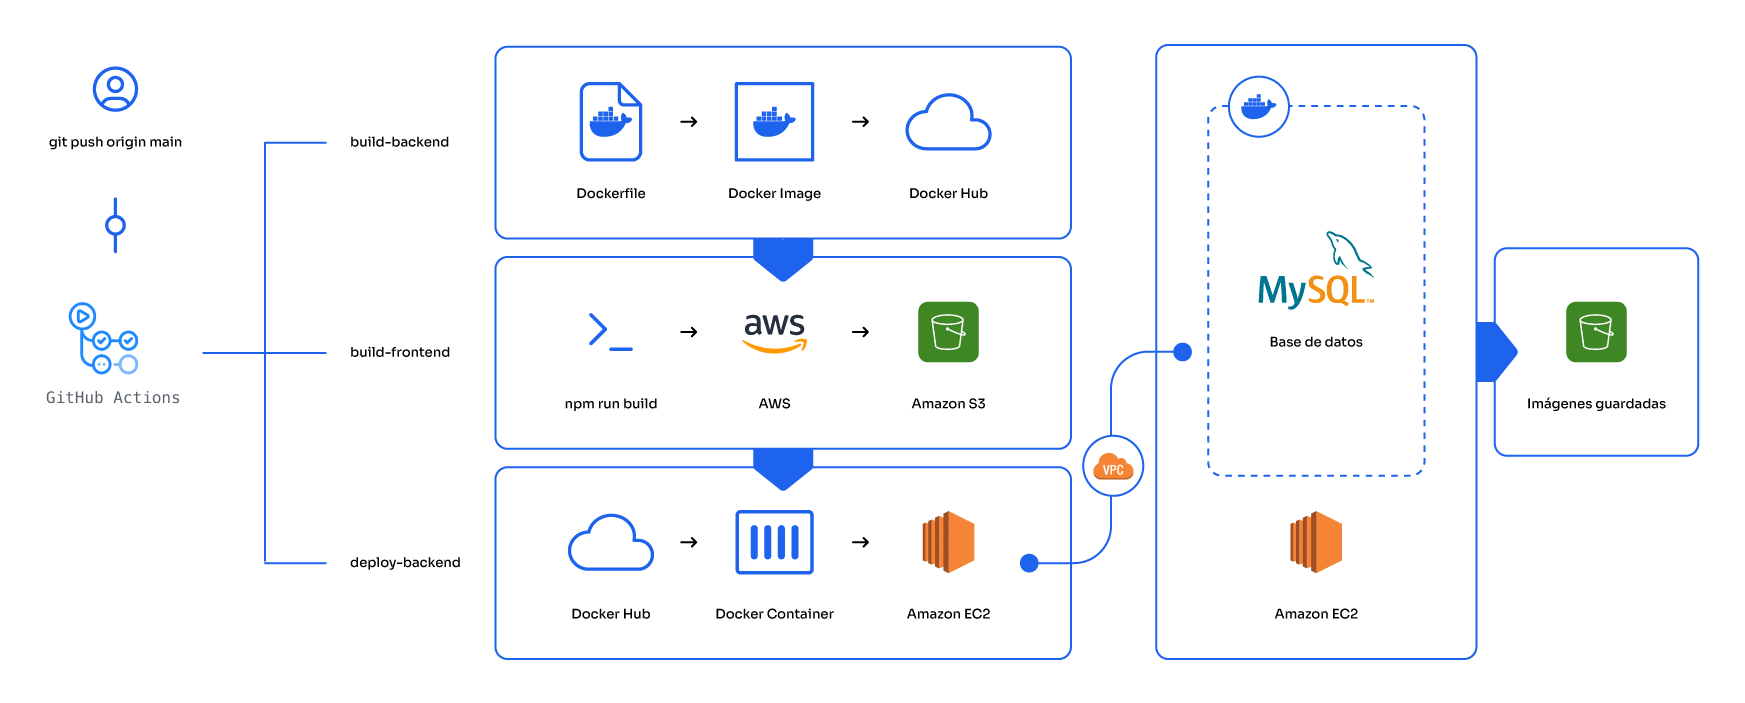 git push origin main
GitHub Actions
build-backend
Dockerfile
Docker Image
Docker Hub
build-frontend
npm run build
aws
AWS
Amazon S3
deploy-backend
Docker Hub
Docker Container
Amazon EC2
VPC
MySQL™
Base de datos
Amazon EC2
Imágenes guardadas